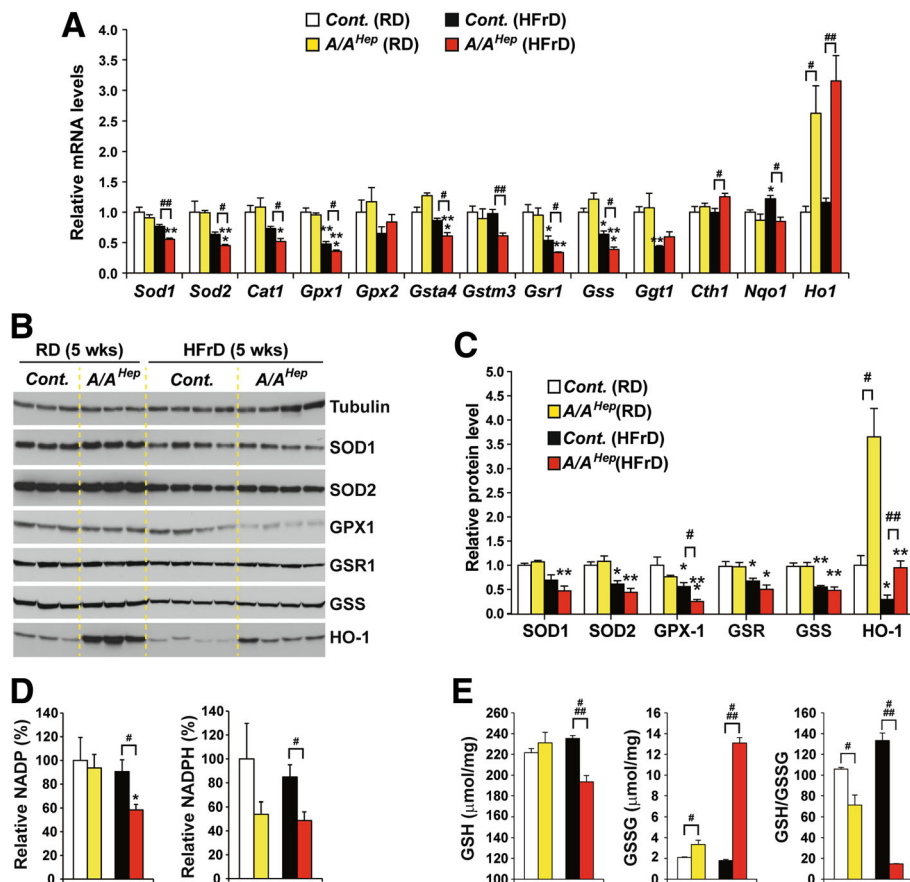 A
Cont. (RD)
Cont. (HFrD)
A/A^Hep (RD)
A/A^Hep (HFrD)
Relative mRNA levels
4.0
3.5
3.0
2.5
2.0
1.5
1.0
0.5
0.0
## # # # # ## # # # # # ##
** ** * * ** ** * ** * * ** * ** ** *
Sod1 Sod2 Cat1 Gpx1 Gpx2 Gsta4 Gstm3 Gsr1 Gss Ggt1 Cth1 Nqo1 Ho1
B
RD (5 wks) HFrD (5 wks)
Cont. A/A^Hep Cont. A/A^Hep
Tubulin
SOD1
SOD2
GPX1
GSR1
GSS
HO-1
C
Cont. (RD)
A/A^Hep(RD)
Cont. (HFrD)
A/A^Hep(HFrD)
Relative protein level
5.0
4.5
4.0
3.5
3.0
2.5
2.0
1.5
1.0
0.5
0
# # ##
** * ** * ** * * * ** ** * **
SOD1 SOD2 GPX-1 GSR GSS HO-1
D
Relative NADP (%)
140
120
100
80
60
40
20
0
#
*
Relative NADPH (%)
140
120
100
80
60
40
20
0
#
E
GSH (μmol/mg)
260
240
220
200
180
160
140
120
100
#
##
GSSG (μmol/mg)
16
14
12
10
8
6
4
2
0
#
#
##
GSH/GSSG
160
140
120
100
80
60
40
20
0
#
#
##